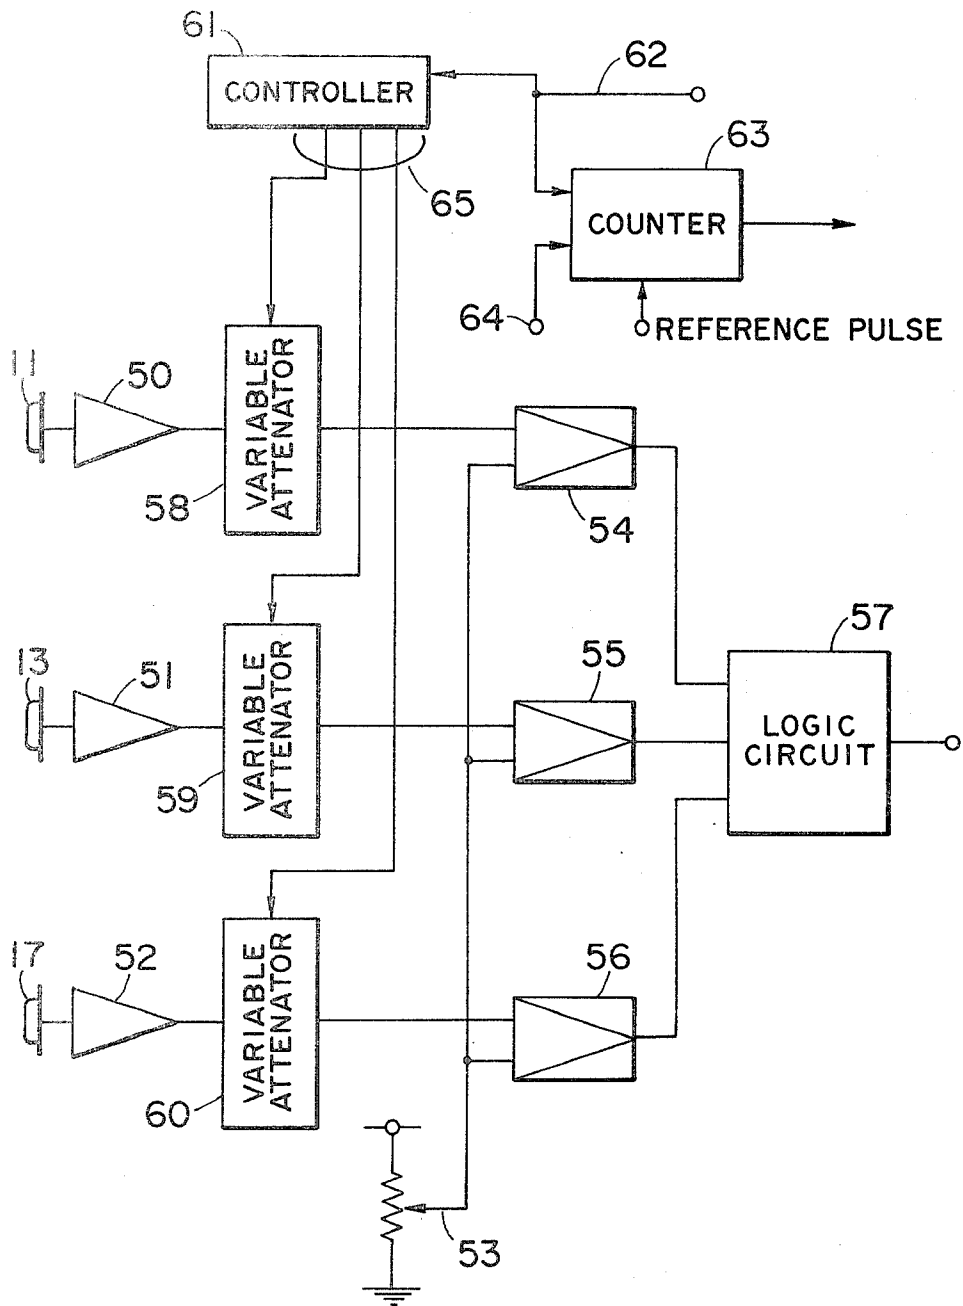 61
CONTROLLER
62
63
65
COUNTER
64
REFERENCE PULSE
11
50
VARIABLE
ATTENATOR
58
54
13
51
VARIABLE
ATTENATOR
59
55
57
LOGIC
CIRCUIT
17
52
VARIABLE
ATTENATOR
60
56
53